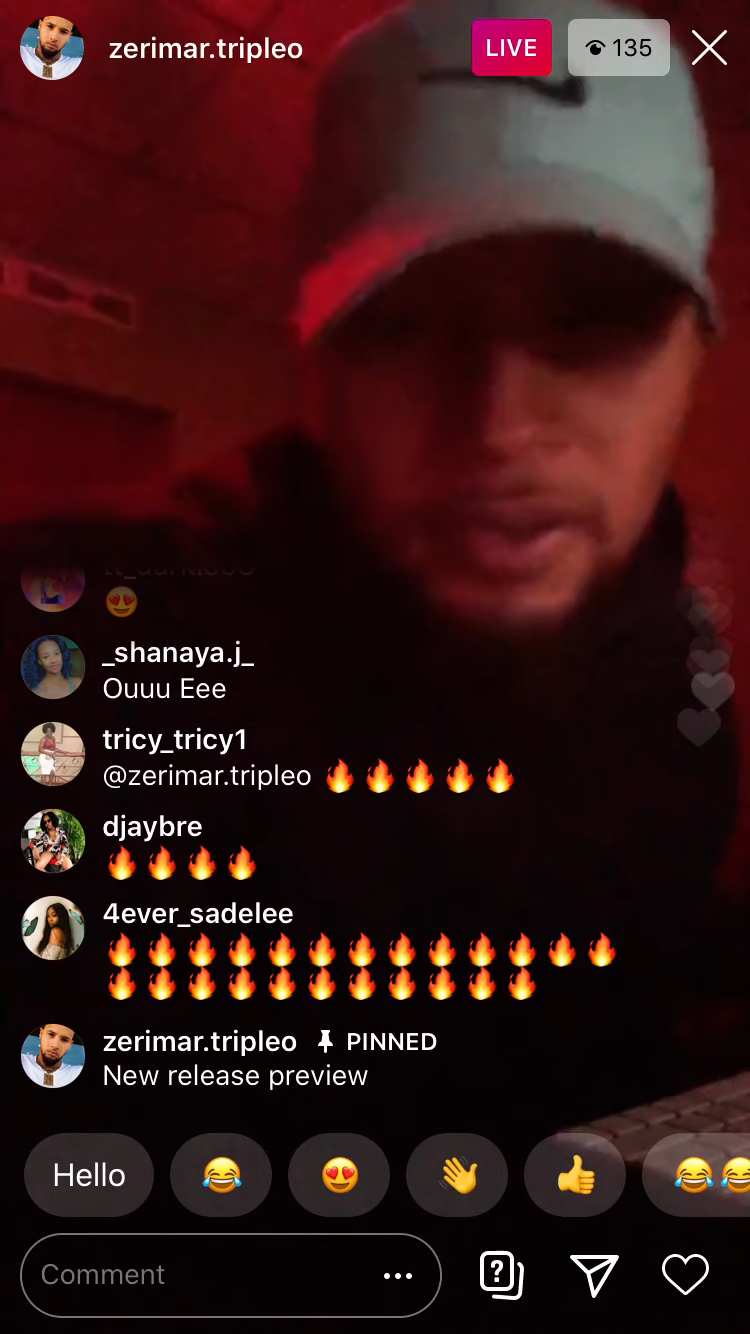 zerimar.tripleo
LIVE
135
_shanaya.j_
Ouuu Eee
tricy_tricy1
@zerimar.tripleo 🔥🔥🔥🔥🔥
djaybre
🔥🔥🔥🔥
4ever_sadelee
🔥🔥🔥🔥🔥🔥🔥🔥🔥🔥🔥🔥🔥
🔥🔥🔥🔥🔥🔥🔥🔥🔥🔥🔥
zerimar.tripleo PINNED
New release preview
Hello
Comment